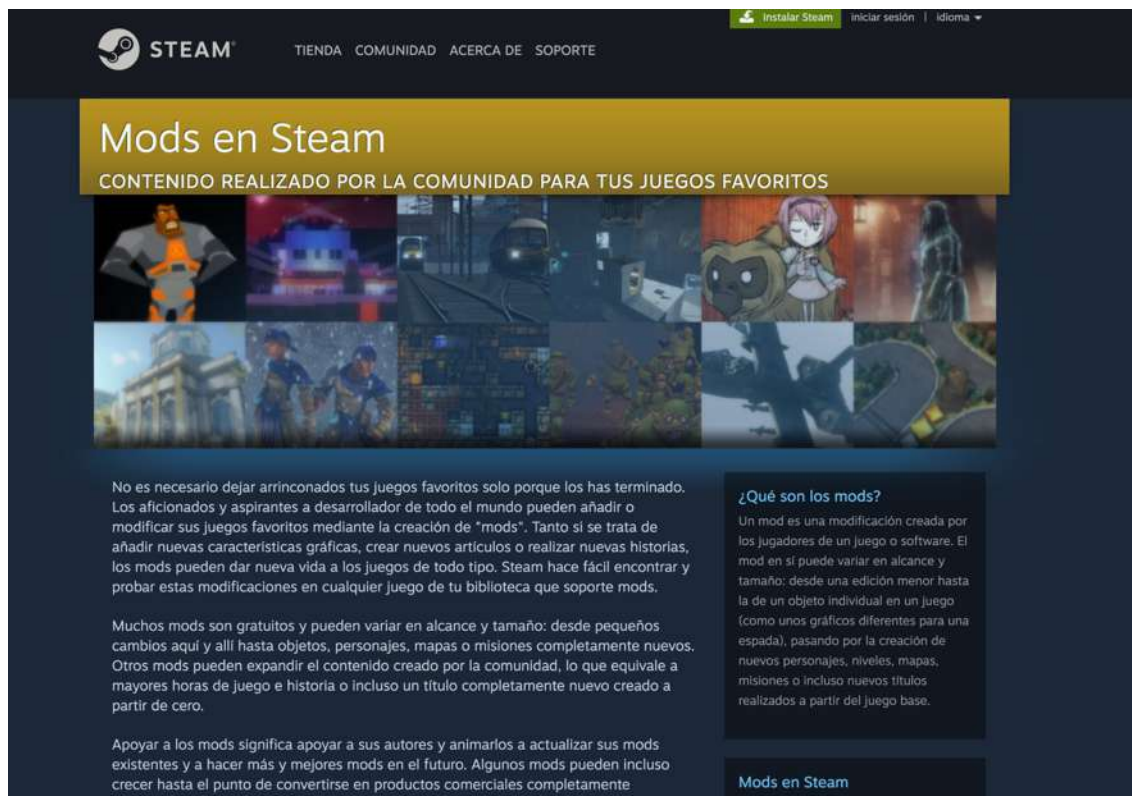 Instalar Steam
iniciar sesión | idioma
STEAM
TIENDA COMUNIDAD ACERCA DE SOPORTE
Mods en Steam
CONTENIDO REALIZADO POR LA COMUNIDAD PARA TUS JUEGOS FAVORITOS
No es necesario dejar arrinconados tus juegos favoritos solo porque los has terminado.
Los aficionados y aspirantes a desarrollador de todo el mundo pueden añadir o
modificar sus juegos favoritos mediante la creación de "mods". Tanto si se trata de
añadir nuevas características gráficas, crear nuevos artículos o realizar nuevas historias,
los mods pueden dar nueva vida a los juegos de todo tipo. Steam hace fácil encontrar y
probar estas modificaciones en cualquier juego de tu biblioteca que soporte mods.
Muchos mods son gratuitos y pueden variar en alcance y tamaño: desde pequeños
cambios aquí y allí hasta objetos, personajes, mapas o misiones completamente nuevos.
Otros mods pueden expandir el contenido creado por la comunidad, lo que equivale a
mayores horas de juego e historia o incluso un título completamente nuevo creado a
partir de cero.
Apoyar a los mods significa apoyar a sus autores y animarlos a actualizar sus mods
existentes y a hacer más y mejores mods en el futuro. Algunos mods pueden incluso
crecer hasta el punto de convertirse en productos comerciales completamente
¿Qué son los mods?
Un mod es una modificación creada por
los jugadores de un juego o software. El
mod en sí puede variar en alcance y
tamaño: desde una edición menor hasta
la de un objeto individual en un juego
(como unos gráficos diferentes para una
espada), pasando por la creación de
nuevos personajes, niveles, mapas,
misiones o incluso nuevos títulos
realizados a partir del juego base.
Mods en Steam